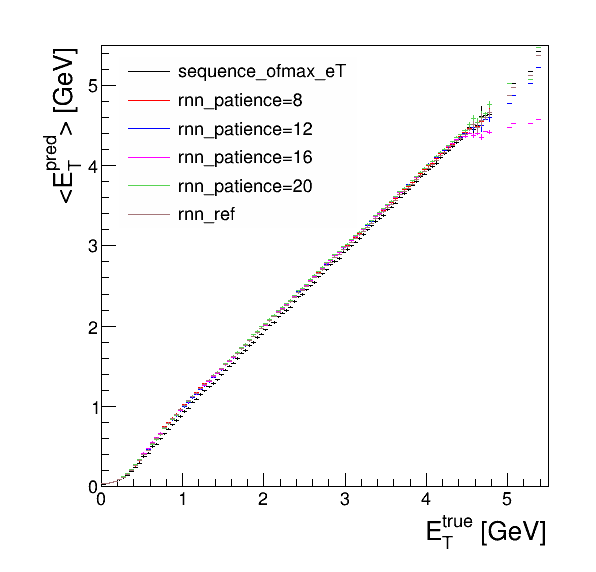 <E_T^pred> [GeV]
5
4
3
2
1
0
sequence_ofmax_eT
rnn_patience=8
rnn_patience=12
rnn_patience=16
rnn_patience=20
rnn_ref
0 1 2 3 4 5
E_T^true [GeV]